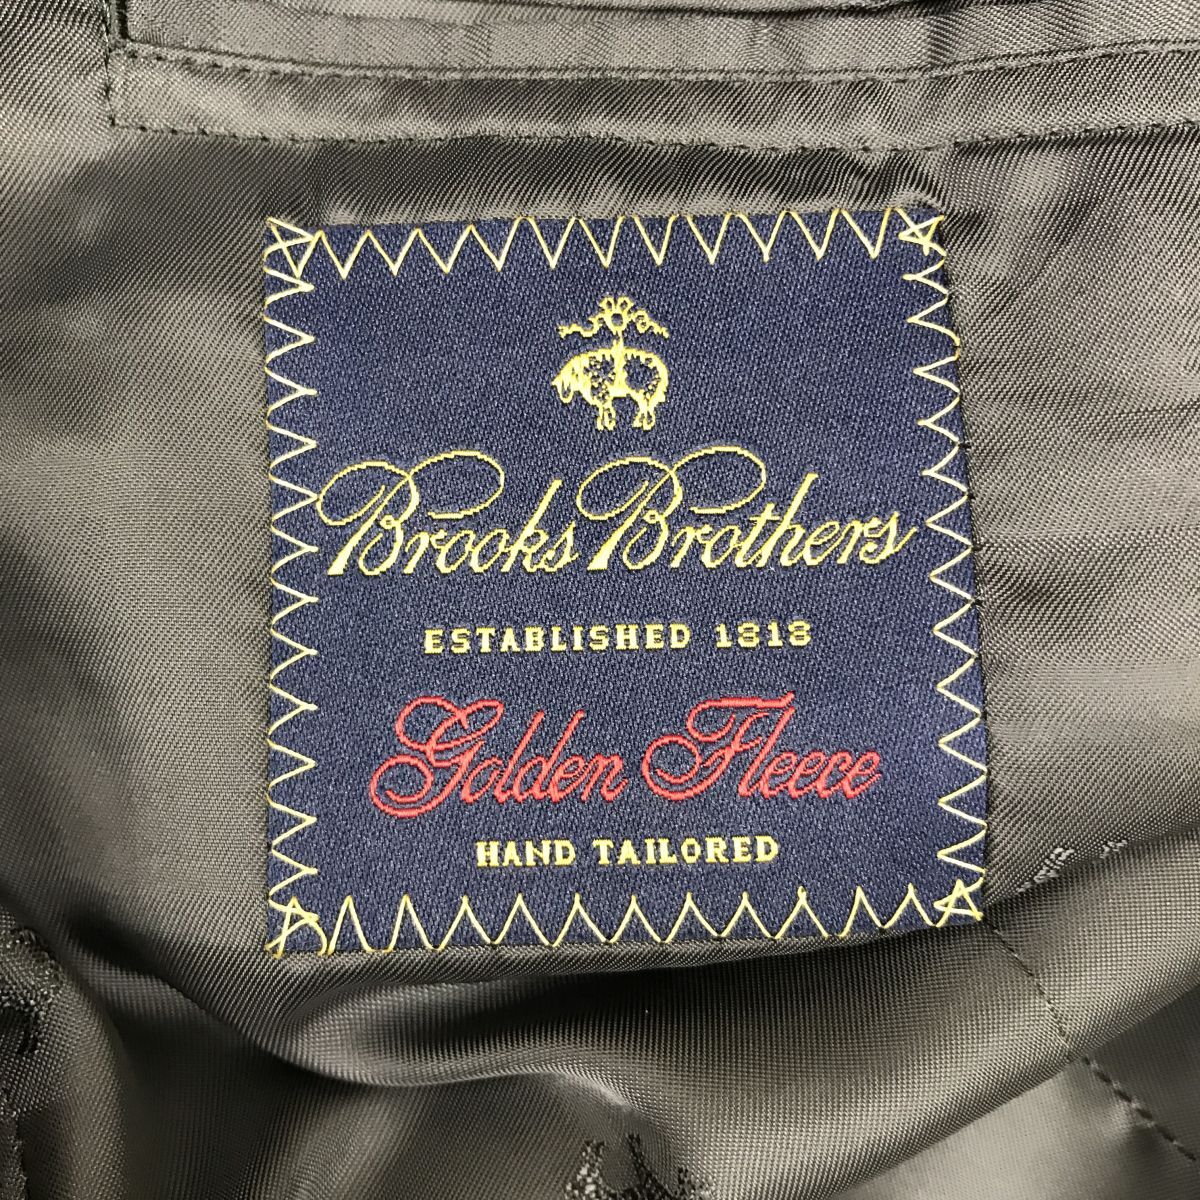 Brooks Brothers
ESTABLISHED 1818
Golden Fleece
HAND TAILORED